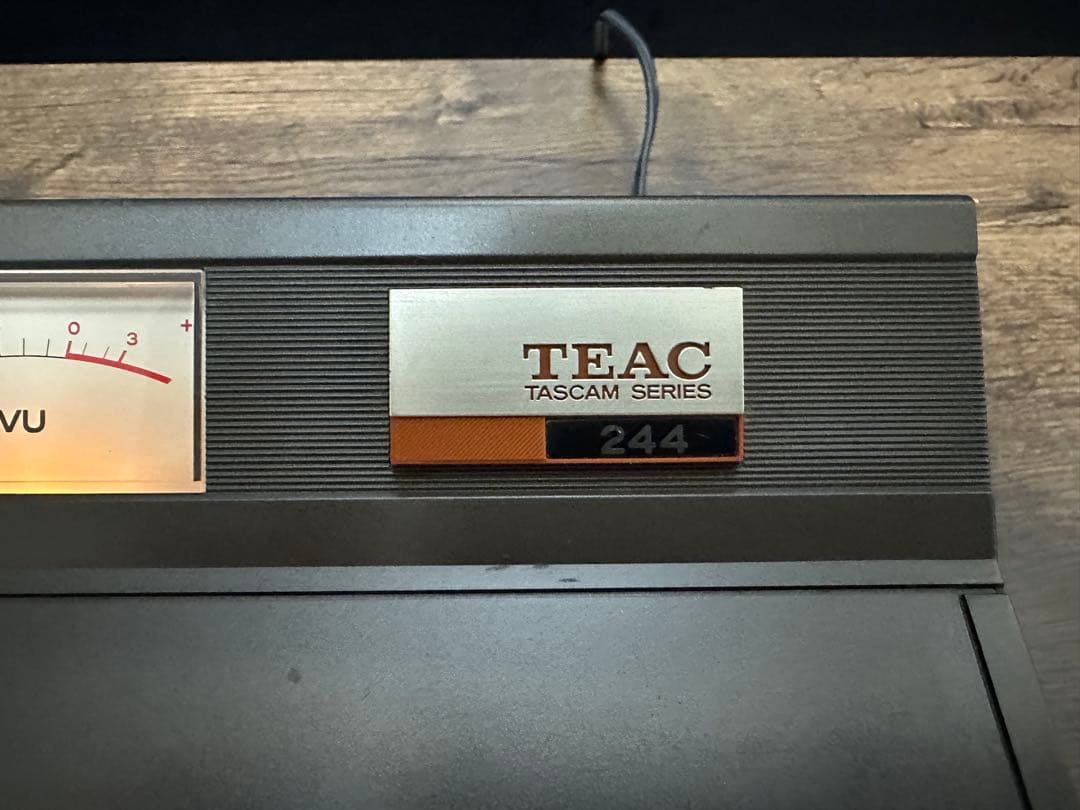 0 3 +
VU
TEAC
TASCAM SERIES
244